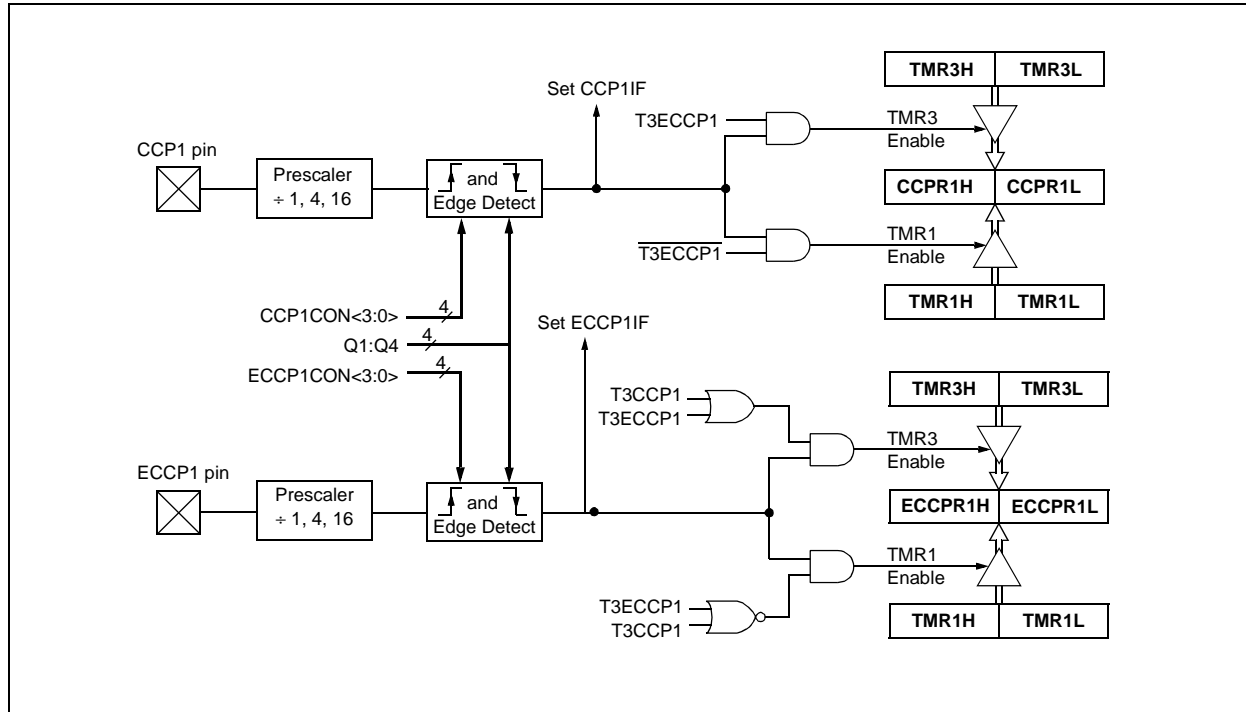 TMR3H TMR3L
Set CCP1IF
T3ECCP1
TMR3
Enable
CCP1 pin
Prescaler
÷ 1, 4, 16
and
Edge Detect
CCPR1H CCPR1L
T3ECCP1
TMR1
Enable
TMR1H TMR1L
CCP1CON<3:0> 4
Q1:Q4 4
ECCP1CON<3:0> 4
Set ECCP1IF
TMR3H TMR3L
T3CCP1
T3ECCP1
TMR3
Enable
ECCP1 pin
Prescaler
÷ 1, 4, 16
and
Edge Detect
ECCPR1H ECCPR1L
TMR1
Enable
T3ECCP1
T3CCP1
TMR1H TMR1L